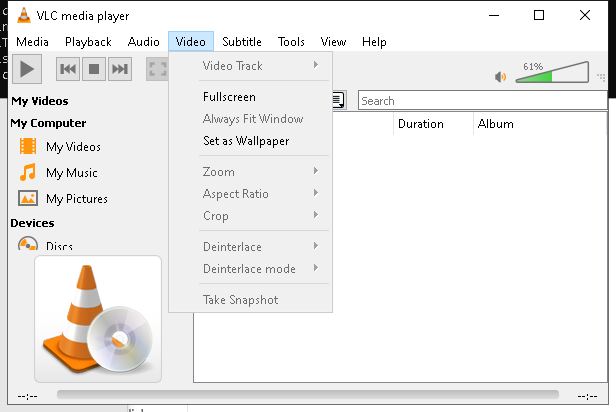 VLC media player
Media Playback Audio Video Subtitle Tools View Help
61%
Video Track
Fullscreen
Always Fit Window
Set as Wallpaper
Zoom
Aspect Ratio
Crop
Deinterlace
Deinterlace mode
Take Snapshot
My Videos
My Computer
My Videos
My Music
My Pictures
Devices
Discs
Search
Duration Album
--:-- --:--